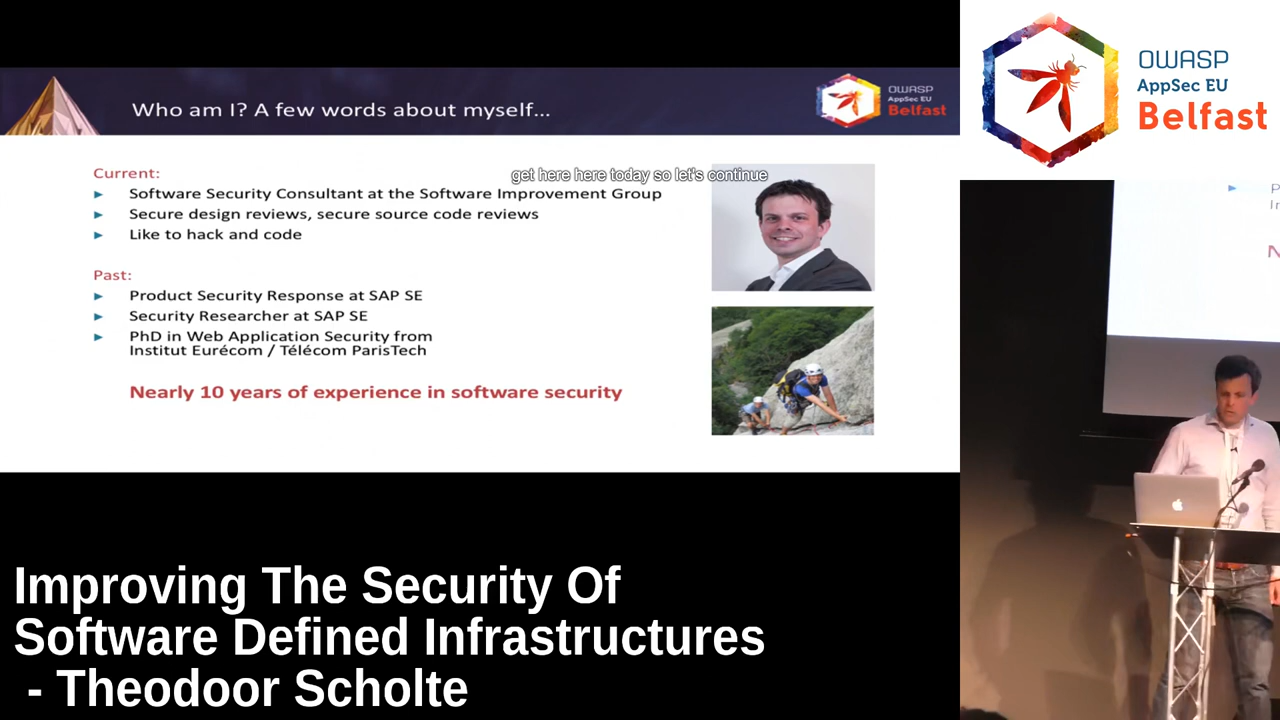 Who am I? A few words about myself...
OWASP
AppSec EU
Belfast
Current:
get here here today so let's continue
Software Security Consultant at the Software Improvement Group
Secure design reviews, secure source code reviews
Like to hack and code
Past:
Product Security Response at SAP SE
Security Researcher at SAP SE
PhD in Web Application Security from
Institut Eurécom / Télécom ParisTech
Nearly 10 years of experience in software security
OWASP
AppSec EU
Belfast
Improving The Security Of
Software Defined Infrastructures
- Theodoor Scholte